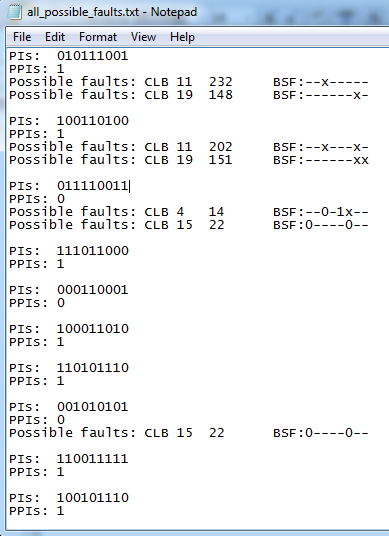 all_possible_faults.txt - Notepad
File Edit Format View Help
PIs: 010111001
PPIs: 1
Possible faults: CLB 11 232 BSF:--x-----
Possible faults: CLB 19 148 BSF:------x-
PIs: 100110100
PPIs: 1
Possible faults: CLB 11 202 BSF:--x---x-
Possible faults: CLB 19 151 BSF:------xx
PIs: 011110011
PPIs: 0
Possible faults: CLB 4 14 BSF:--0-1x--
Possible faults: CLB 15 22 BSF:0----0--
PIs: 111011000
PPIs: 1
PIs: 000110001
PPIs: 0
PIs: 100011010
PPIs: 1
PIs: 110101110
PPIs: 1
PIs: 001010101
PPIs: 0
Possible faults: CLB 15 22 BSF:0----0--
PIs: 110011111
PPIs: 1
PIs: 100101110
PPIs: 1